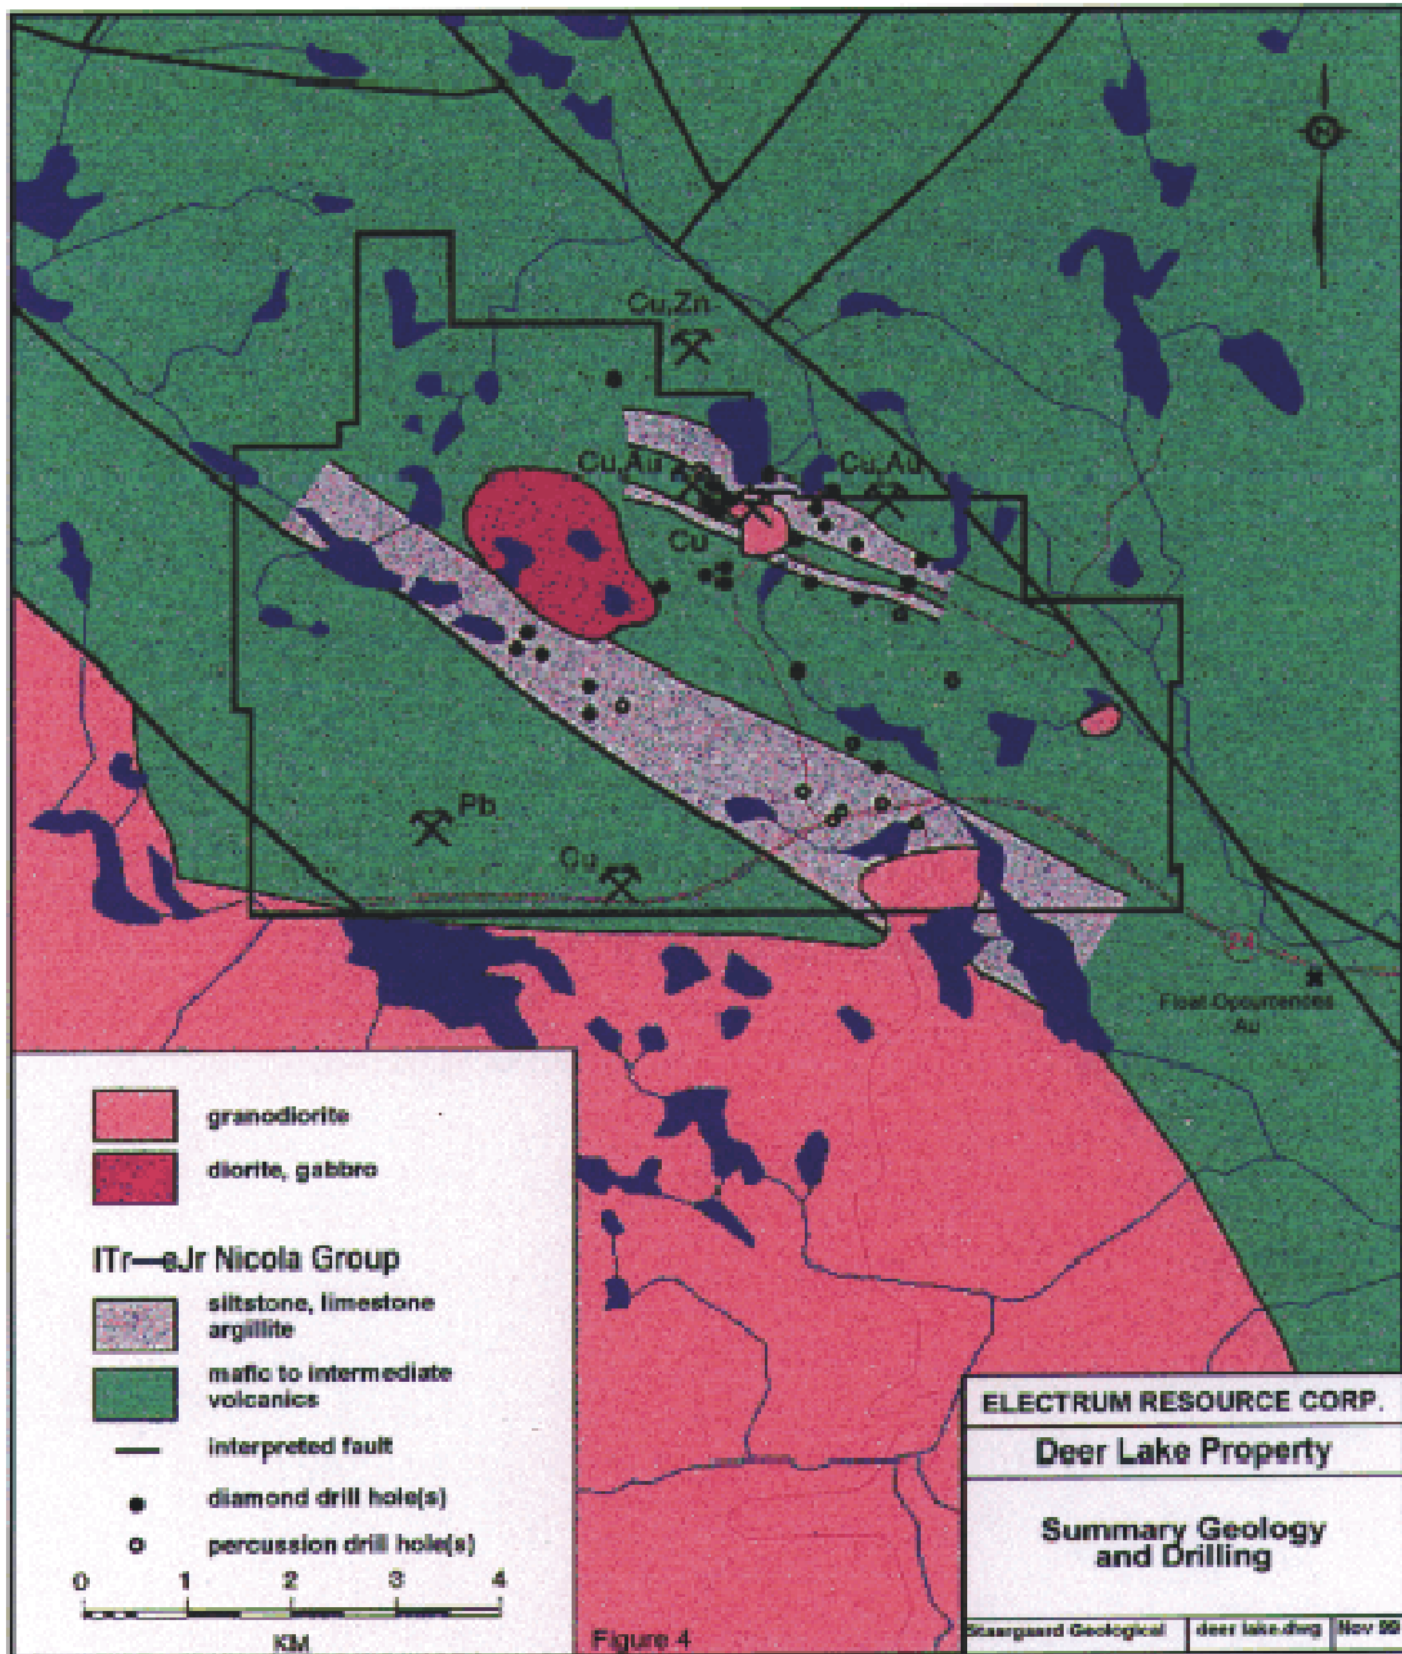 N
Cu,Zn
Cu,Au
Cu,Au
Cu
Pb
Cu
24
Float Occurrences
Au
granodiorite
diorite, gabbro
lTr—eJr Nicola Group
siltstone, limestone
argillite
mafic to intermediate
volcanics
interpreted fault
diamond drill hole(s)
percussion drill hole(s)
0 1 2 3 4
KM
Figure 4
ELECTRUM RESOURCE CORP.
Deer Lake Property
Summary Geology
and Drilling
Staargaard Geological deer lake.dwg Nov 99